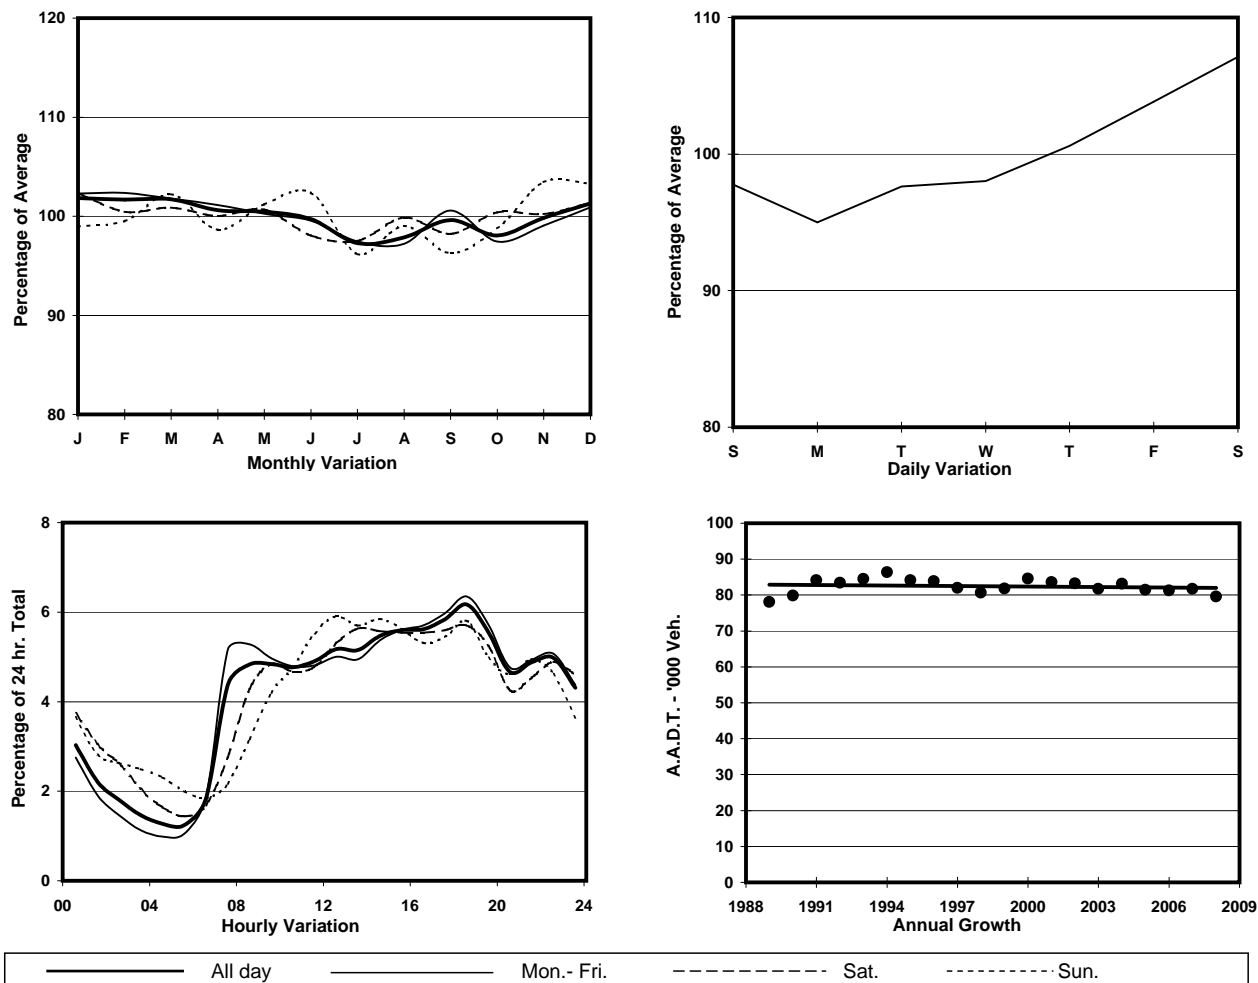 120
110
100
90
80
Percentage of Average
J F M A M J J A S O N D
Monthly Variation
110
100
90
80
Percentage of Average
S M T W T F S
Daily Variation
8
6
4
2
0
Percentage of 24 hr. Total
00 04 08 12 16 20 24
Hourly Variation
100
90
80
70
60
50
40
30
20
10
0
A.A.D.T. - '000 Veh.
1988 1991 1994 1997 2000 2003 2006 2009
Annual Growth
All day Mon.- Fri. Sat. Sun.